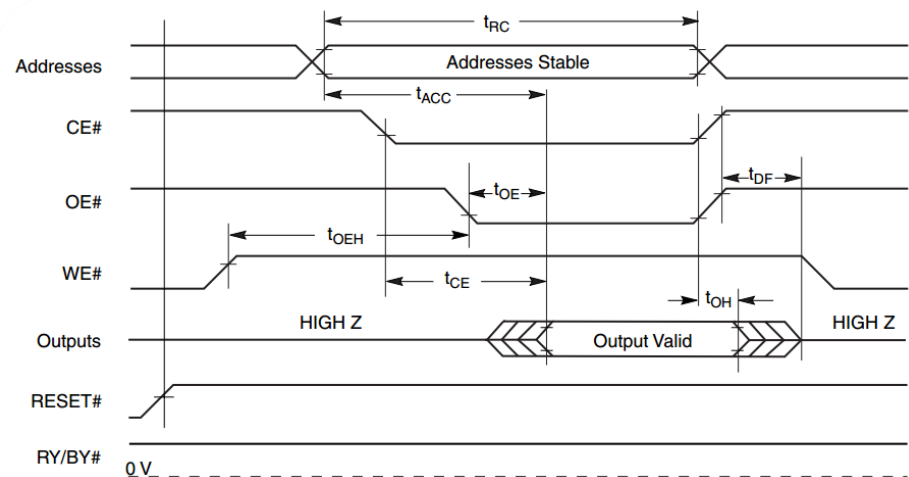 tRC
Addresses
Addresses Stable
tACC
CE#
tDF
OE#
tOE
tOEH
WE#
tCE
tOH
HIGH Z
HIGH Z
Outputs
Output Valid
RESET#
RY/BY#
0 V